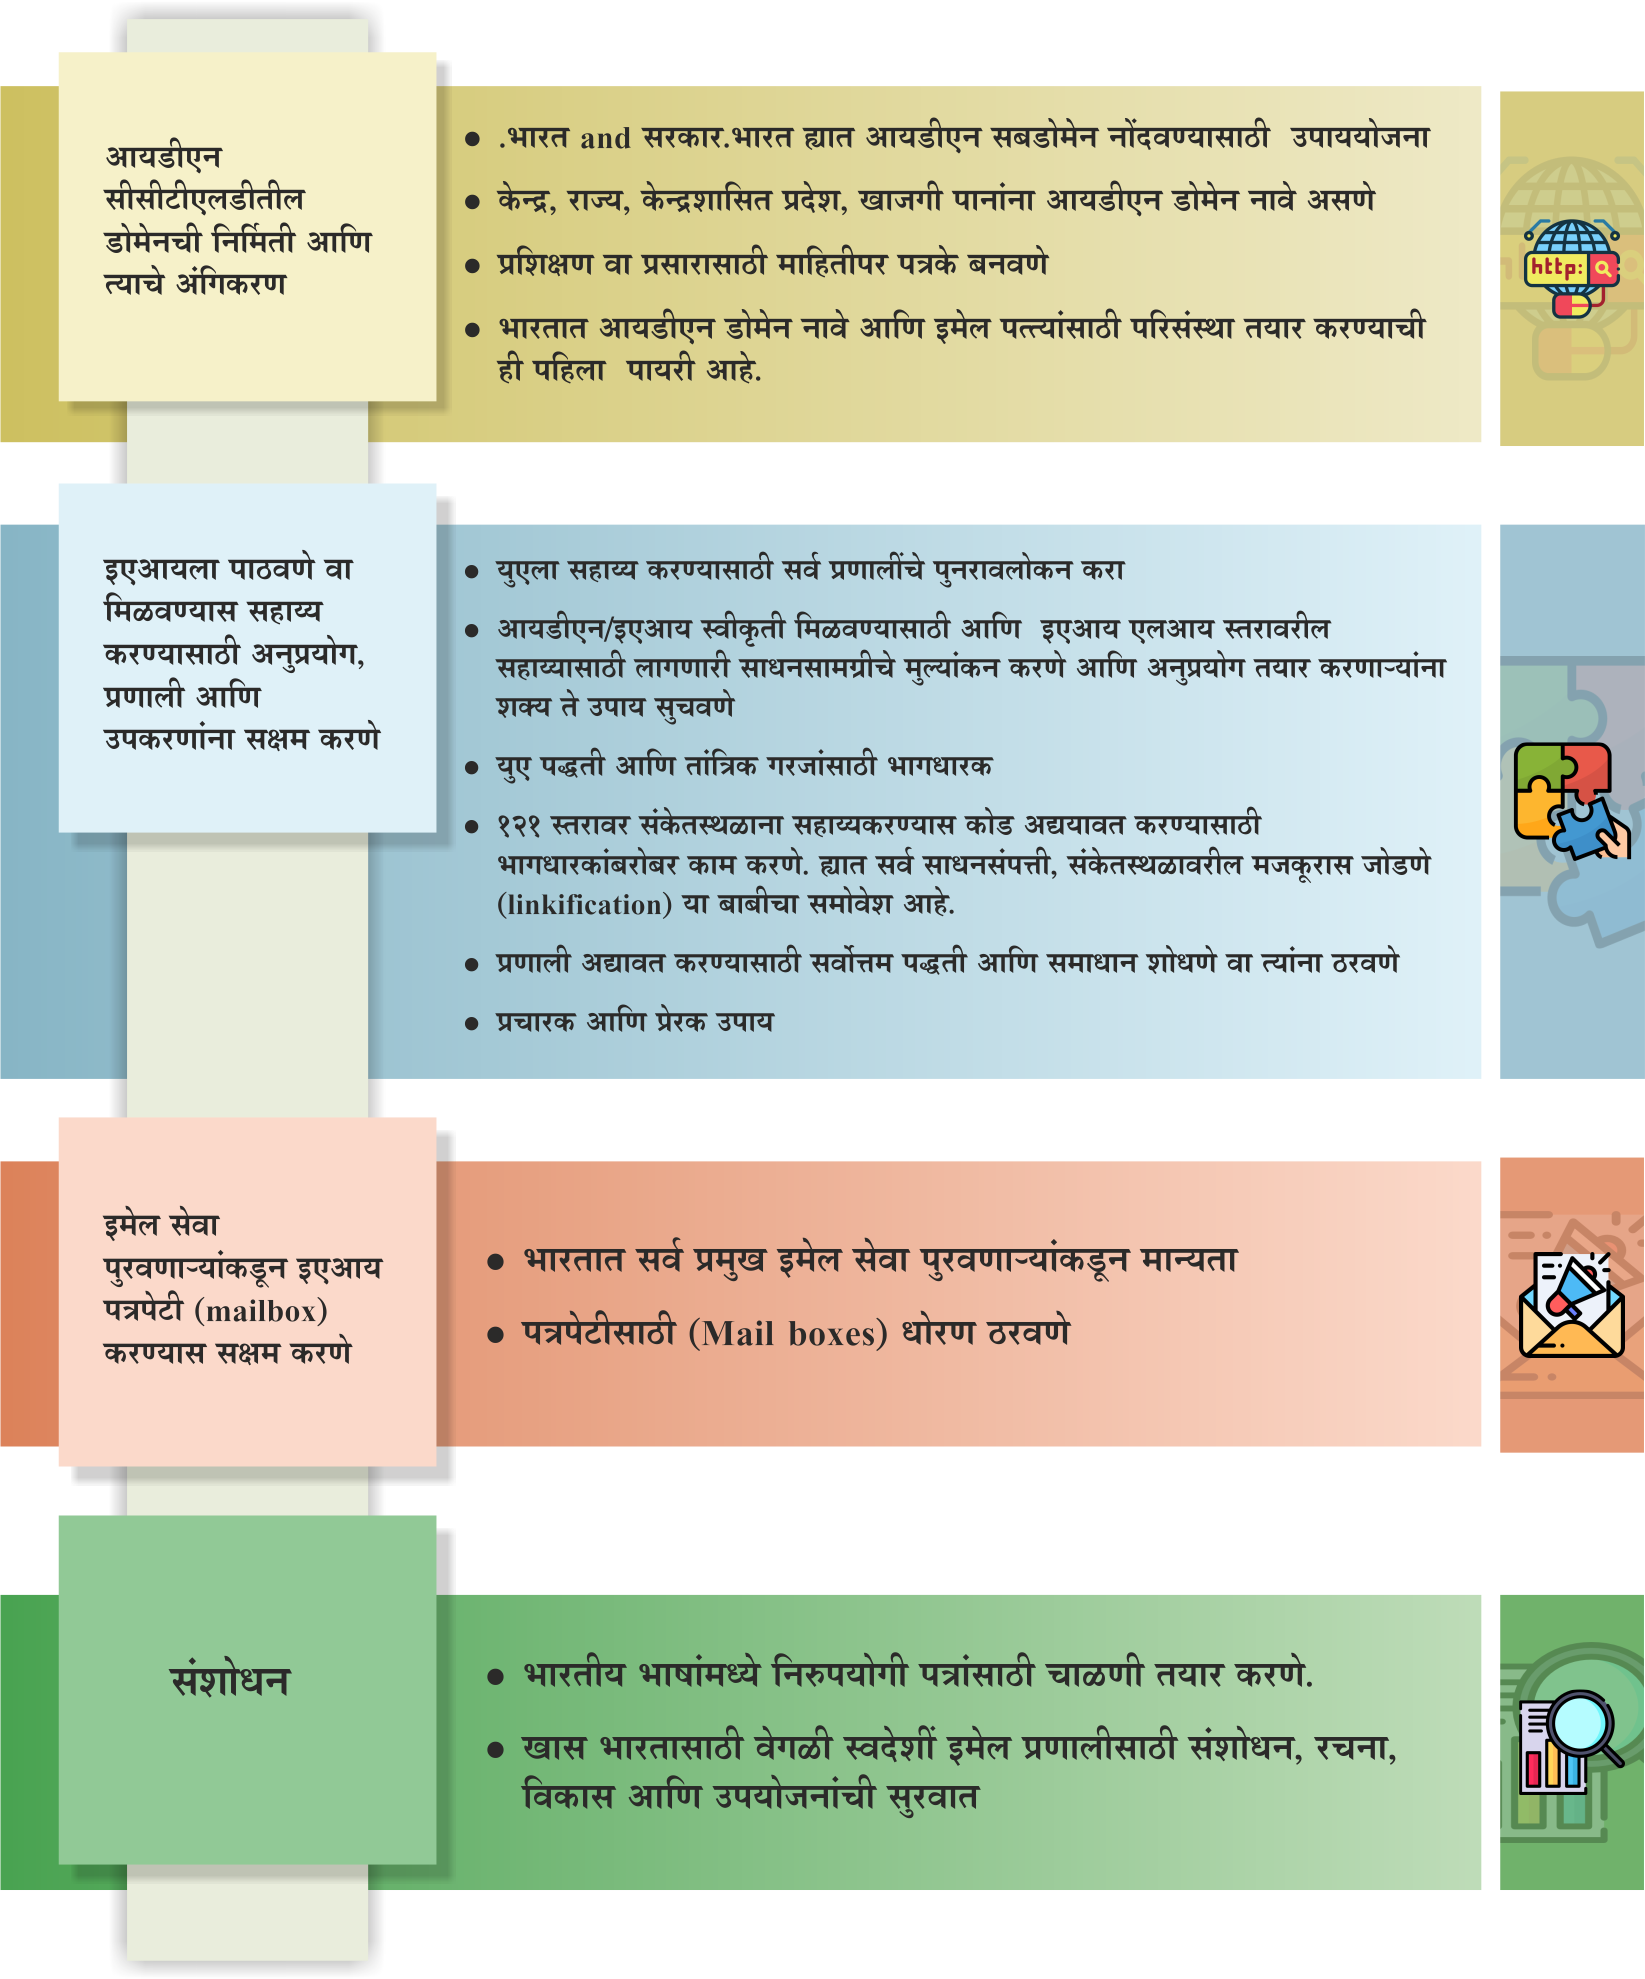 आयडीएन
सीसीटीएलडीतील
डोमेनची निर्मिती आणि
त्याचे अंगिकरण
● .भारत and सरकार.भारत ह्यात आयडीएन सबडोमेन नोंदवण्यासाठी उपाययोजना
● केन्द्र, राज्य, केन्द्रशासित प्रदेश, खाजगी पानांना आयडीएन डोमेन नावे असणे
● प्रशिक्षण वा प्रसारासाठी माहितीपर पत्रके बनवणे
● भारतात आयडीएन डोमेन नावे आणि इमेल पत्त्यांसाठी परिसंस्था तयार करण्याची
ही पहिला पायरी आहे.
http:
इएआयला पाठवणे वा
मिळवण्यास सहाय्य
करण्यासाठी अनुप्रयोग,
प्रणाली आणि
उपकरणांना सक्षम करणे
● युएला सहाय्य करण्यासाठी सर्व प्रणालींचे पुनरावलोकन करा
● आयडीएन/इएआय स्वीकृती मिळवण्यासाठी आणि इएआय एलआय स्तरावरील
सहाय्यासाठी लागणारी साधनसामग्रीचे मुल्यांकन करणे आणि अनुप्रयोग तयार करणाऱ्यांना
शक्य ते उपाय सुचवणे
● युए पद्धती आणि तांत्रिक गरजांसाठी भागधारक
● १२१ स्तरावर संकेतस्थळाना सहाय्यकरण्यास कोड अद्ययावत करण्यासाठी
भागधारकांबरोबर काम करणे. ह्यात सर्व साधनसंपत्ती, संकेतस्थळावरील मजकूरास जोडणे
(linkification) या बाबीचा समोवेश आहे.
● प्रणाली अद्यावत करण्यासाठी सर्वोत्तम पद्धती आणि समाधान शोधणे वा त्यांना ठरवणे
● प्रचारक आणि प्रेरक उपाय
इमेल सेवा
पुरवणाऱ्यांकडून इएआय
पत्रपेटी (mailbox)
करण्यास सक्षम करणे
● भारतात सर्व प्रमुख इमेल सेवा पुरवणाऱ्यांकडून मान्यता
● पत्रपेटीसाठी (Mail boxes) धोरण ठरवणे
संशोधन
● भारतीय भाषांमध्ये निरुपयोगी पत्रांसाठी चाळणी तयार करणे.
● खास भारतासाठी वेगळी स्वदेशीं इमेल प्रणालीसाठी संशोधन, रचना,
विकास आणि उपयोजनांची सुरवात